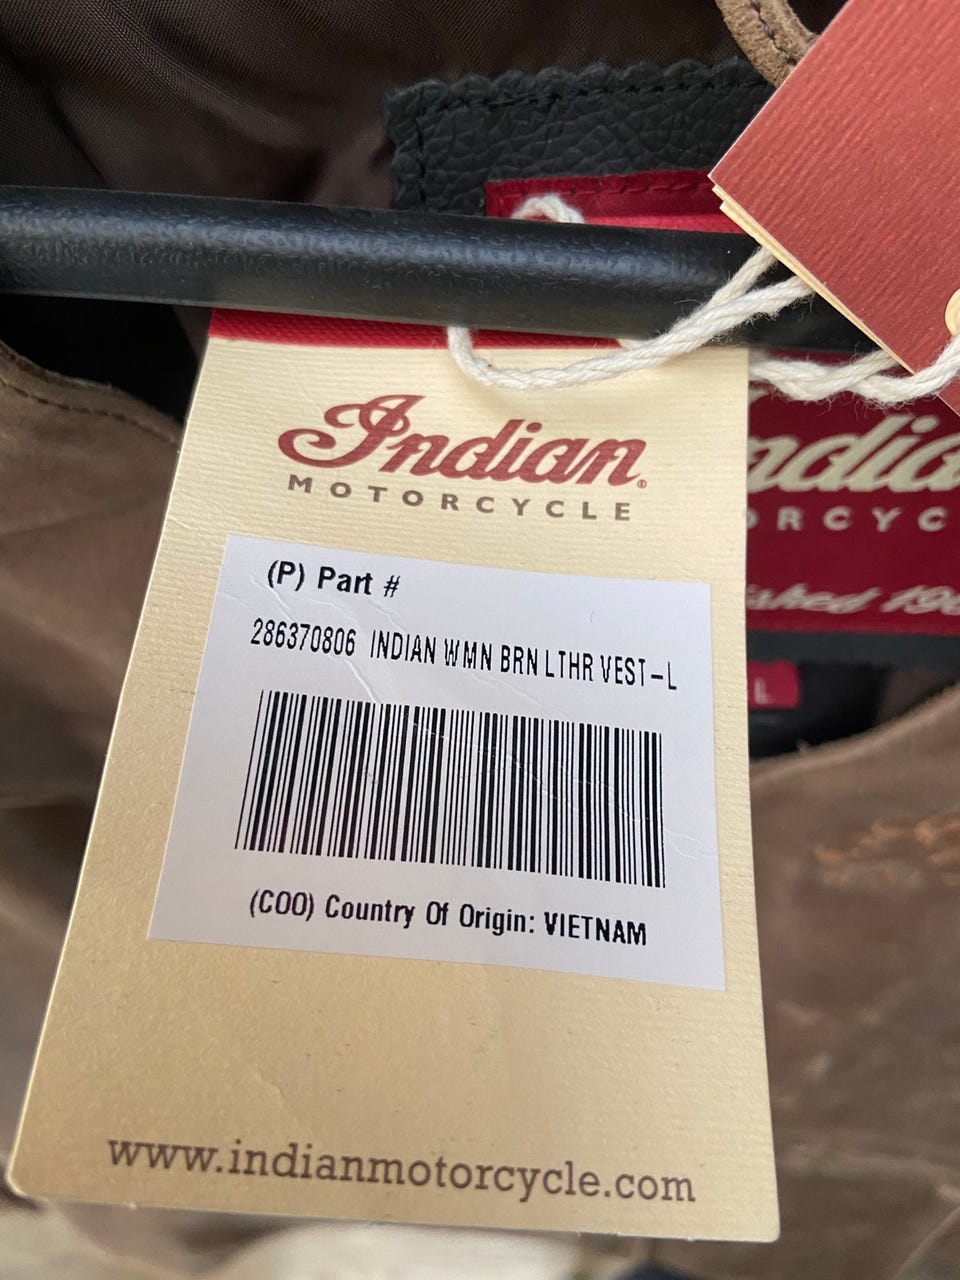 Indian®
MOTORCYCLE
(P) Part #
286370806 INDIAN WMN BRN LTHR VEST-L
(COO) Country Of Origin: VIETNAM
www.indianmotorcycle.com
L